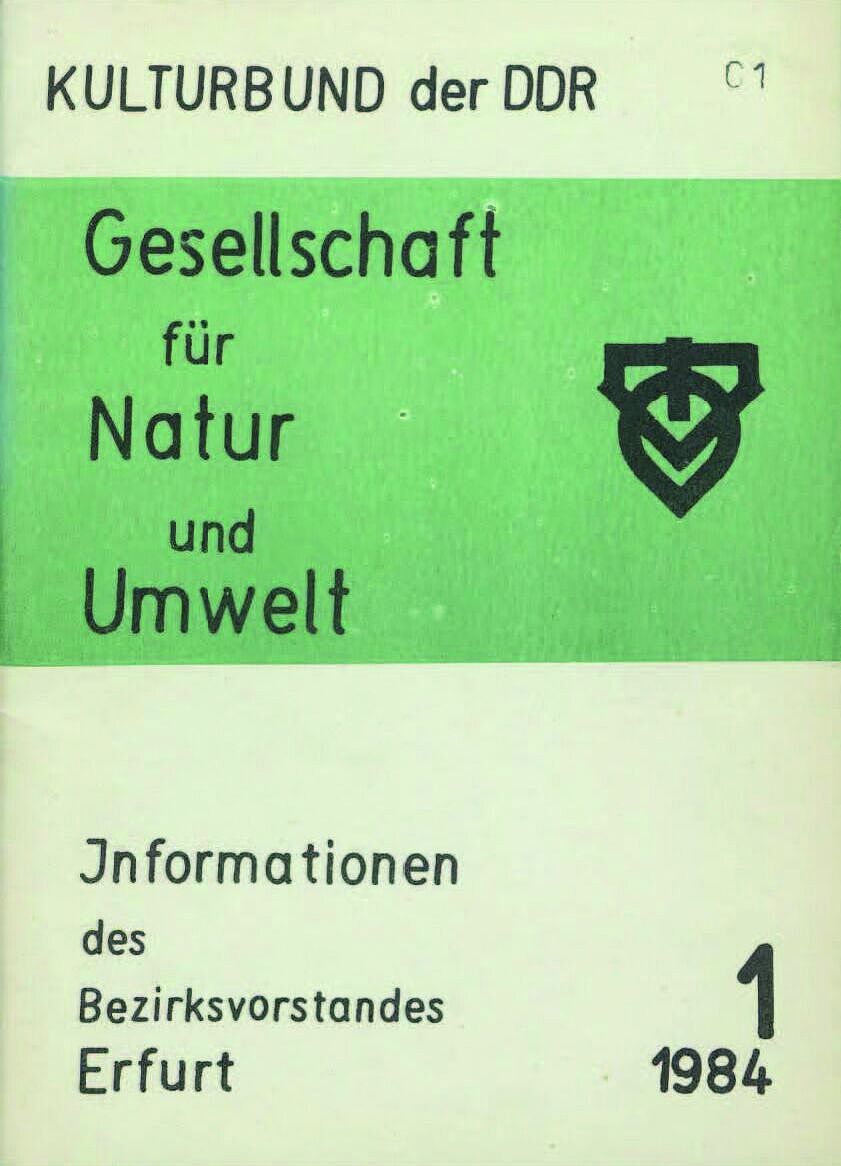 KULTURBUND der DDR
C1
Gesellschaft
für
Natur
und
Umwelt
Jnformationen
des
Bezirksvorstandes
Erfurt
1
1984